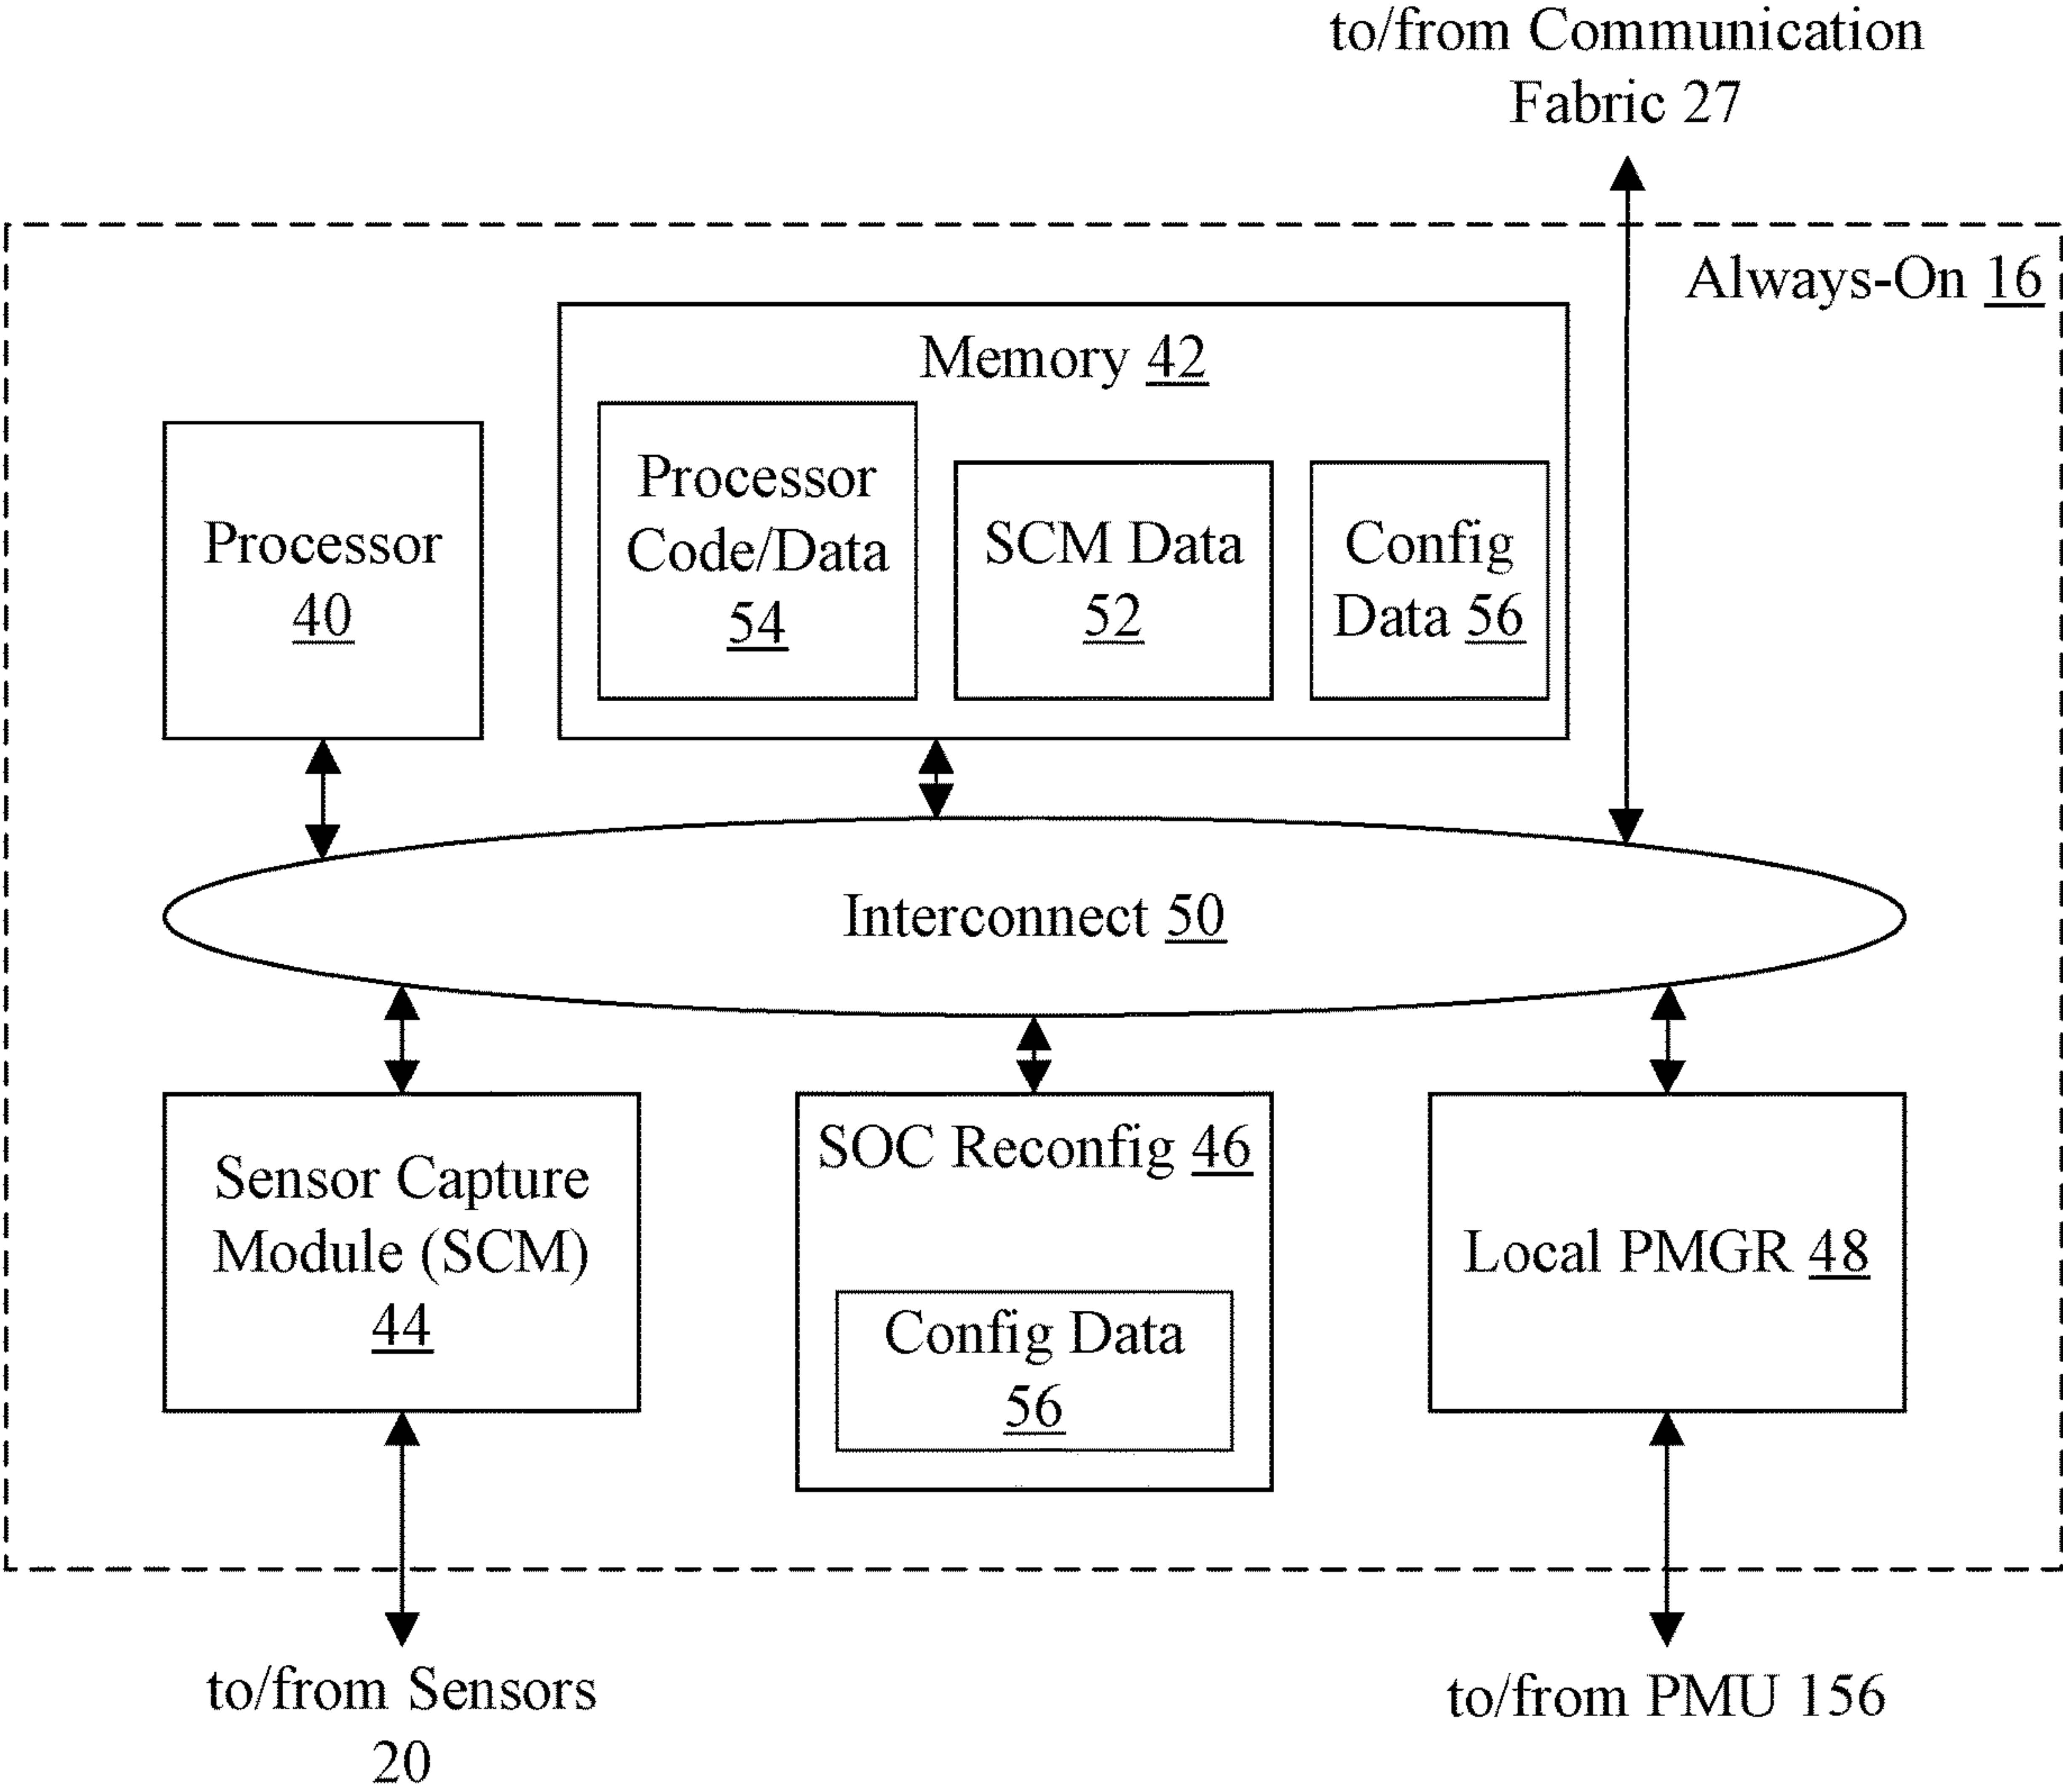 to/from Communication
Fabric 27
Always-On 16
Memory 42
Processor
Code/Data
54
SCM Data
52
Config
Data 56
Processor
40
Interconnect 50
Sensor Capture
Module (SCM)
44
SOC Reconfig 46
Config Data
56
Local PMGR 48
to/from Sensors
20
to/from PMU 156